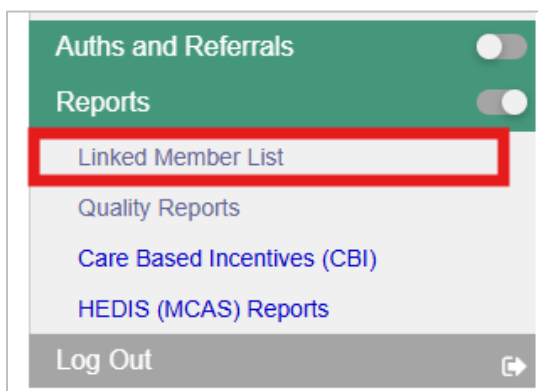 Auths and Referrals
Reports
Linked Member List
Quality Reports
Care Based Incentives (CBI)
HEDIS (MCAS) Reports
Log Out